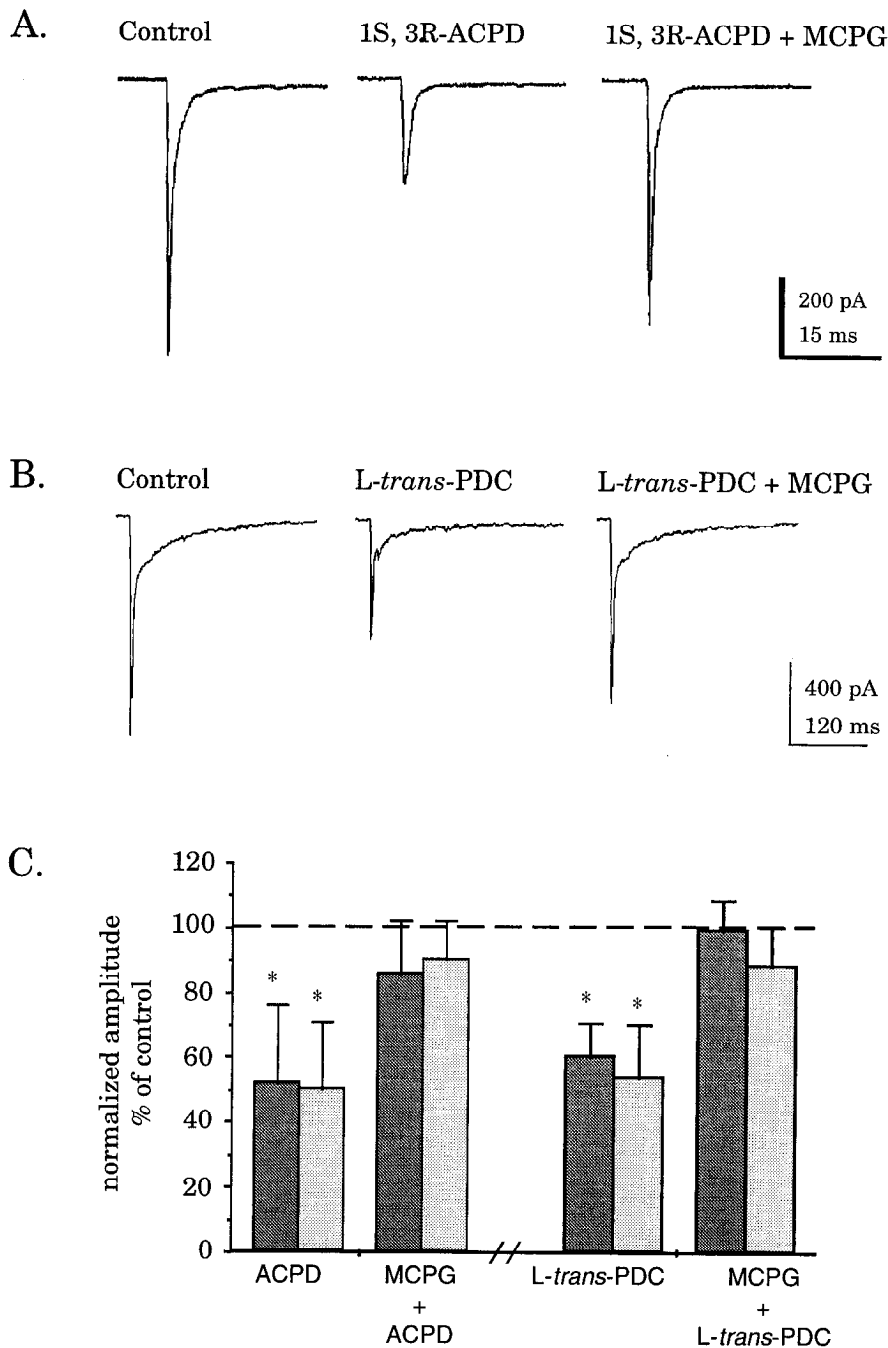 A.
Control 1S, 3R-ACPD 1S, 3R-ACPD + MCPG
200 pA
15 ms
B.
Control L-trans-PDC L-trans-PDC + MCPG
400 pA
120 ms
C.
normalized amplitude
% of control
120
100
80
60
40
20
0
* * * *
ACPD MCPG L-trans-PDC MCPG
+ +
ACPD L-trans-PDC